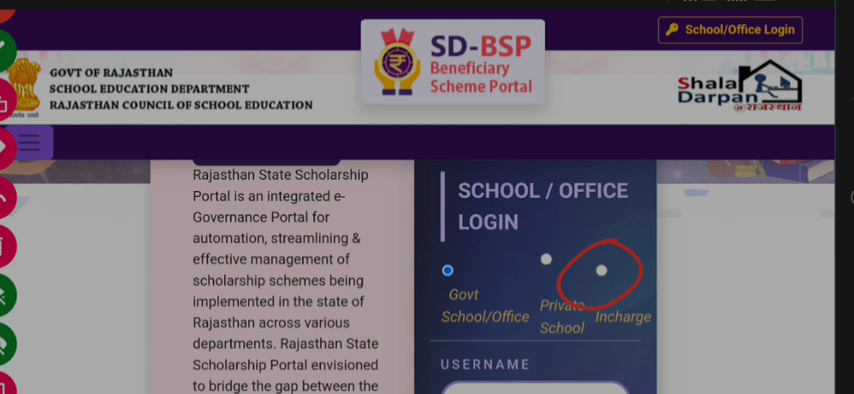 School/Office Login
SD-BSP
Beneficiary
Scheme Portal
GOVT OF RAJASTHAN
SCHOOL EDUCATION DEPARTMENT
RAJASTHAN COUNCIL OF SCHOOL EDUCATION
Shala
Darpan
@राजस्थान
Rajasthan State Scholarship
Portal is an integrated e-
Governance Portal for
automation, streamlining &
effective management of
scholarship schemes being
implemented in the state of
Rajasthan across various
departments. Rajasthan State
Scholarship Portal envisioned
to bridge the gap between the
SCHOOL / OFFICE
LOGIN
Govt
School/Office
Private
School
Incharge
USERNAME